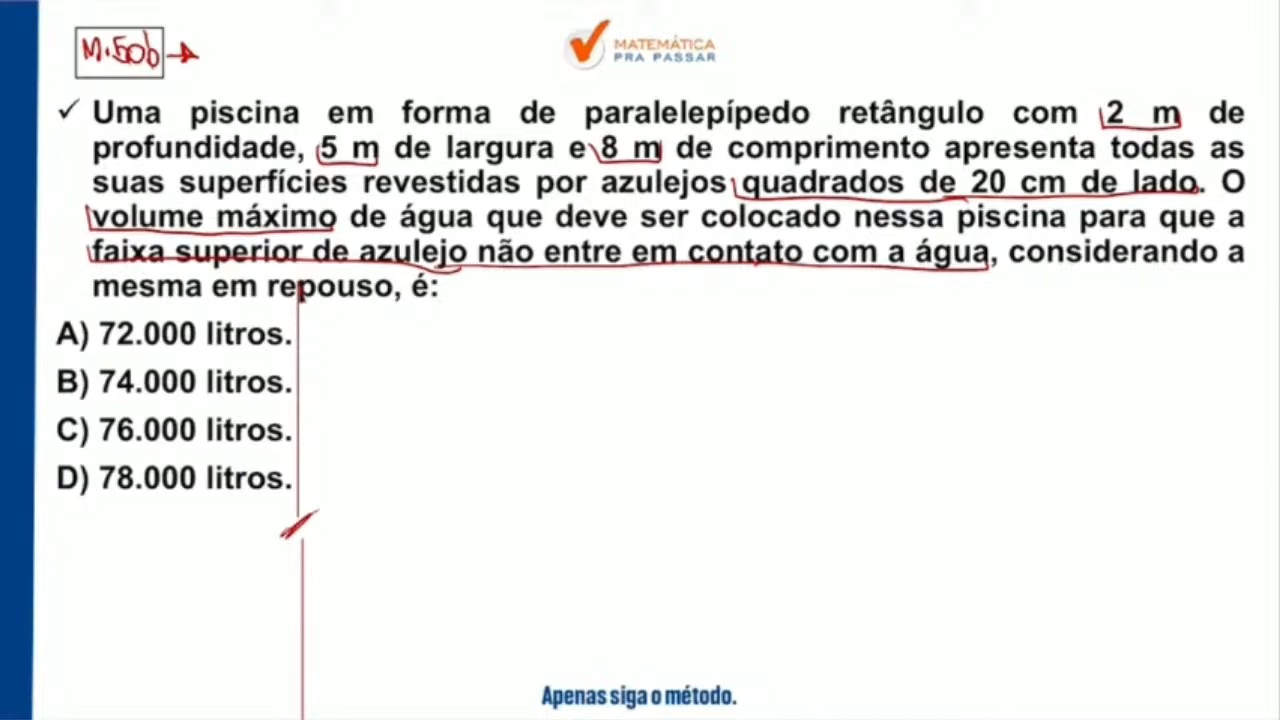 M.50b →
MATEMÁTICA
PRA PASSAR
✓ Uma piscina em forma de paralelepípedo retângulo com 2 m de
profundidade, 5 m de largura e 8 m de comprimento apresenta todas as
suas superfícies revestidas por azulejos quadrados de 20 cm de lado. O
volume máximo de água que deve ser colocado nessa piscina para que a
faixa superior de azulejo não entre em contato com a água, considerando a
mesma em repouso, é:
A) 72.000 litros.
B) 74.000 litros.
C) 76.000 litros.
D) 78.000 litros.
Apenas siga o método.